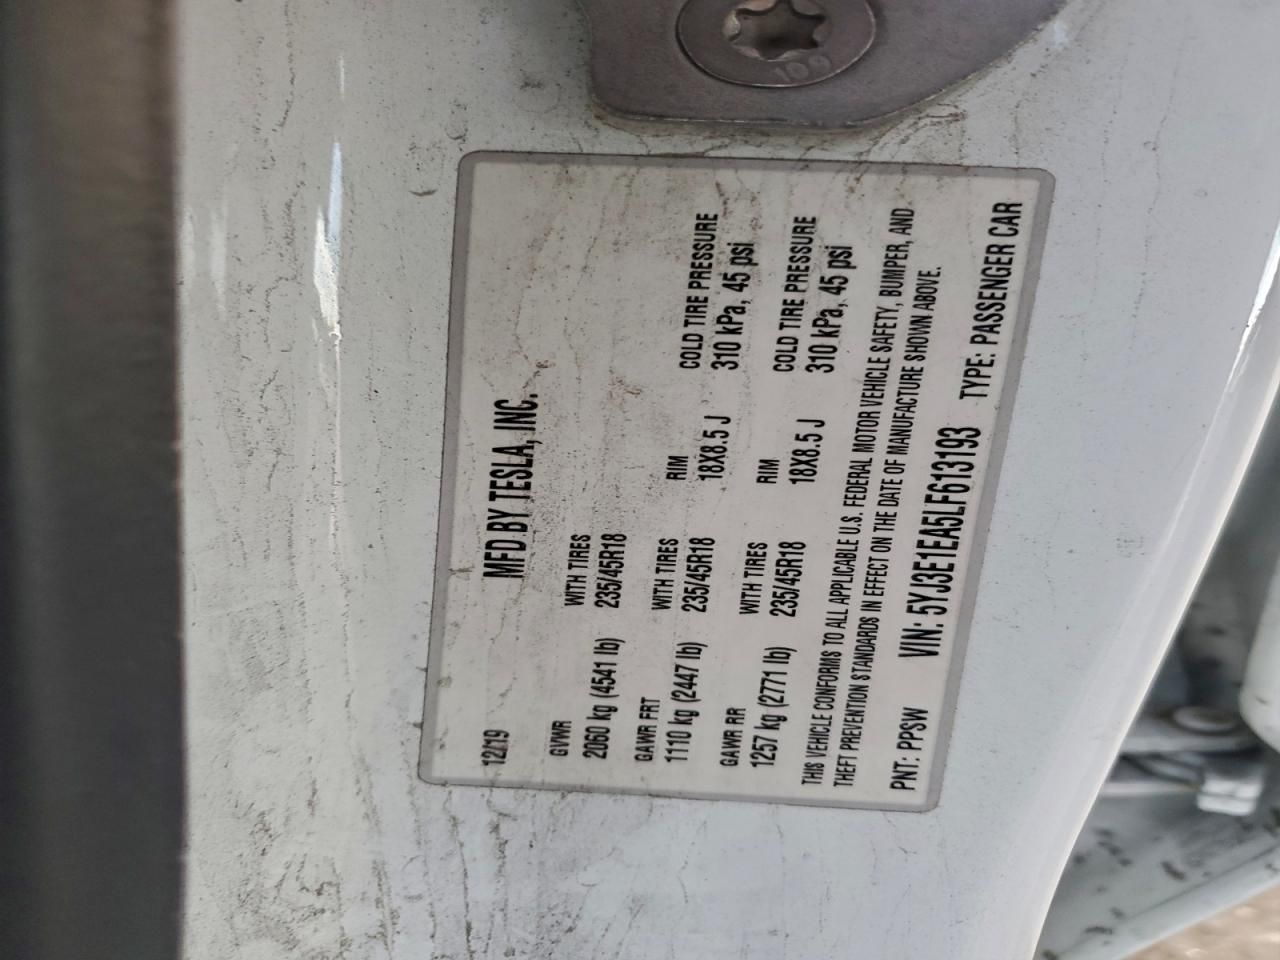 12/19 MFD BY TESLA, INC.
GVWR WITH TIRES
2060 kg (4541 lb) 235/45R18
GAWR FRT WITH TIRES RIM COLD TIRE PRESSURE
1110 kg (2447 lb) 235/45R18 18X8.5 J 310 kPa, 45 psi
GAWR RR WITH TIRES RIM COLD TIRE PRESSURE
1257 kg (2771 lb) 235/45R18 18X8.5 J 310 kPa, 45 psi
THIS VEHICLE CONFORMS TO ALL APPLICABLE U.S. FEDERAL MOTOR VEHICLE SAFETY, BUMPER, AND
THEFT PREVENTION STANDARDS IN EFFECT ON THE DATE OF MANUFACTURE SHOWN ABOVE.
PNT: PPSW VIN: 5YJ3E1EA5LF613193 TYPE: PASSENGER CAR